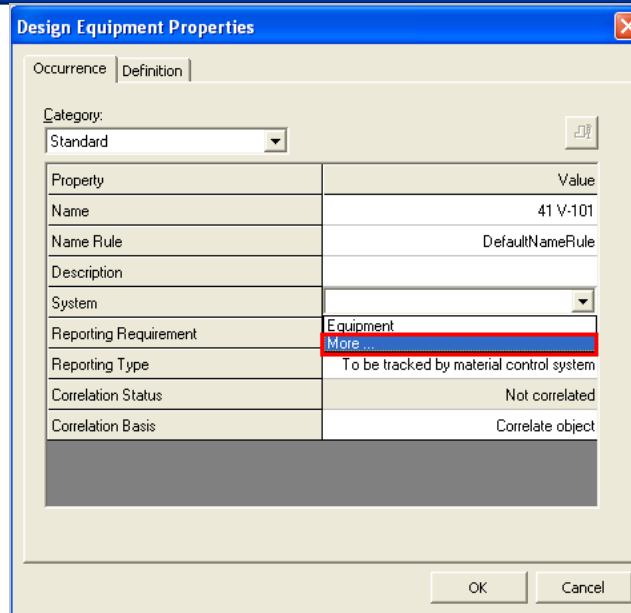 Design Equipment Properties
Occurrence Definition
Category:
Standard
Property Value
Name 41 V-101
Name Rule DefaultNameRule
Description
System
Equipment
Reporting Requirement
More ...
Reporting Type To be tracked by material control system
Correlation Status Not correlated
Correlation Basis Correlate object
OK Cancel